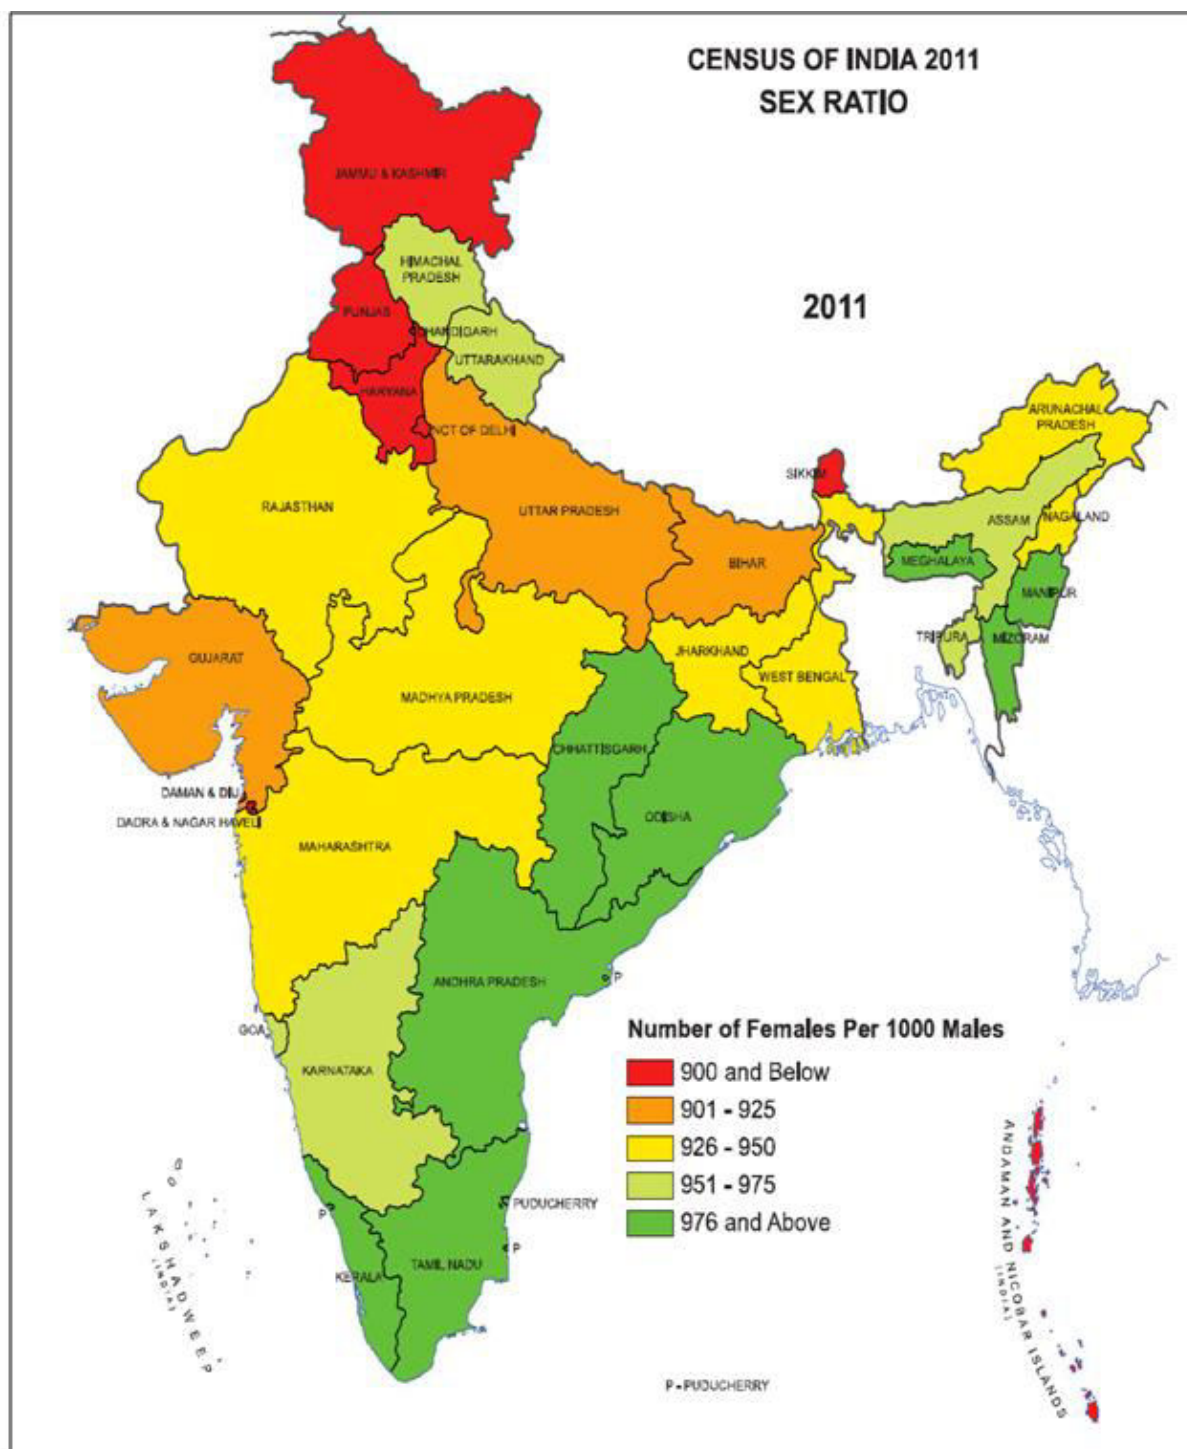 CENSUS OF INDIA 2011
SEX RATIO
2011
JAMMU & KASHMIR
HIMACHAL
PRADESH
PUNJAB
CHANDIGARH
UTTARAKHAND
HARYANA
NCT OF DELHI
ARUNACHAL
PRADESH
SIKKIM
RAJASTHAN
UTTAR PRADESH
ASSAM
NAGALAND
BIHAR
MEGHALAYA
MANIPUR
TRIPURA
MIZORAM
GUJARAT
JHARKHAND
WEST BENGAL
MADHYA PRADESH
CHHATTISGARH
DAMAN & DIU
DADRA & NAGAR HAVELI
ODISHA
MAHARASHTRA
ANDHRA PRADESH
P
GOA
KARNATAKA
Number of Females Per 1000 Males
900 and Below
901 - 925
926 - 950
951 - 975
976 and Above
PUDUCHERRY
P
P
TAMIL NADU
KERALA
LAKSHADWEEP
(INDIA)
ANDAMAN AND NICOBAR ISLANDS
(INDIA)
P - PUDUCHERRY